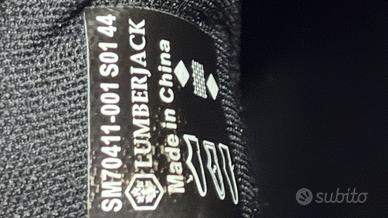 SM70411-001 S01 44
LUMBERJACK
Made in China
subito